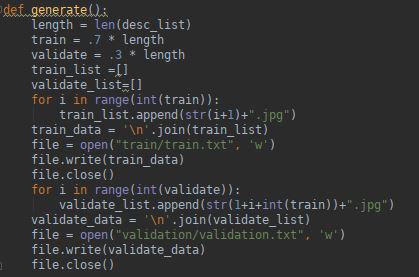 def generate():
    length = len(desc_list)
    train = .7 * length
    validate = .3 * length
    train_list =[]
    validate_list=[]
    for i in range(int(train)):
        train_list.append(str(i+1)+".jpg")
    train_data = '\n'.join(train_list)
    file = open("train/train.txt", 'w')
    file.write(train_data)
    file.close()
    for i in range(int(validate)):
        validate_list.append(str(1+i+int(train))+".jpg")
    validate_data = '\n'.join(validate_list)
    file = open("validation/validation.txt", 'w')
    file.write(validate_data)
    file.close()